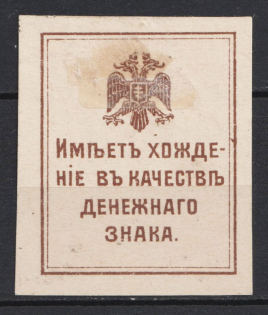 Имѣетъ хожде-
ніе въ качествѣ
денежнаго
знака.